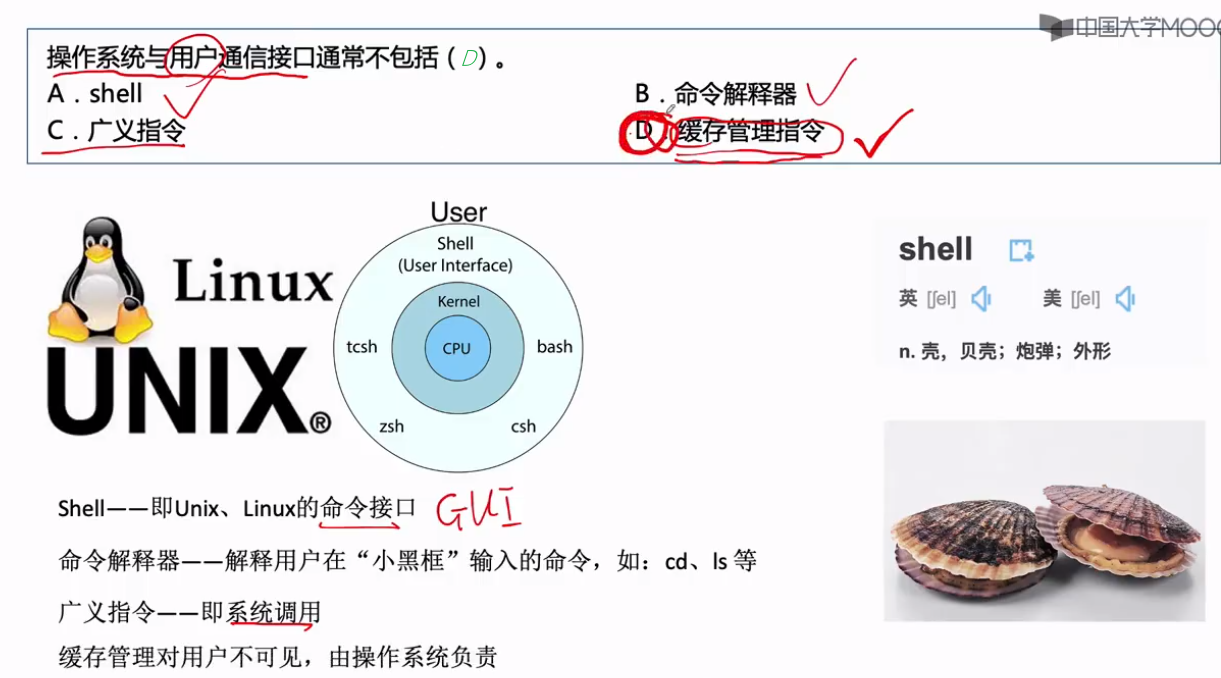 中国大学MOOC
操作系统与用户通信接口通常不包括（D）。
A．shell
B．命令解释器
C．广义指令
D．缓存管理指令
Linux
UNIX®
User
Shell
(User Interface)
Kernel
CPU
tcsh
bash
zsh
csh
shell
英 [ʃel] 美 [ʃel]
n. 壳，贝壳；炮弹；外形
Shell——即Unix、Linux的命令接口 GUI
命令解释器——解释用户在“小黑框”输入的命令，如：cd、ls 等
广义指令——即系统调用
缓存管理对用户不可见，由操作系统负责